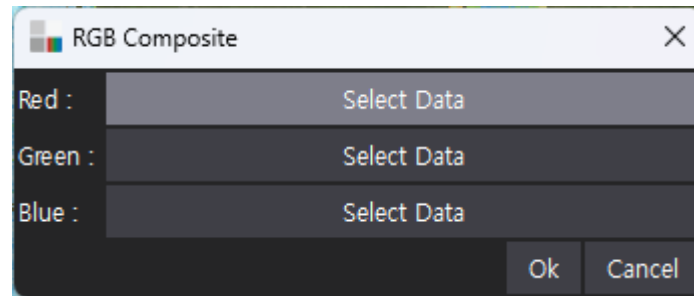 RGB Composite
Red : Select Data
Green : Select Data
Blue : Select Data
Ok Cancel